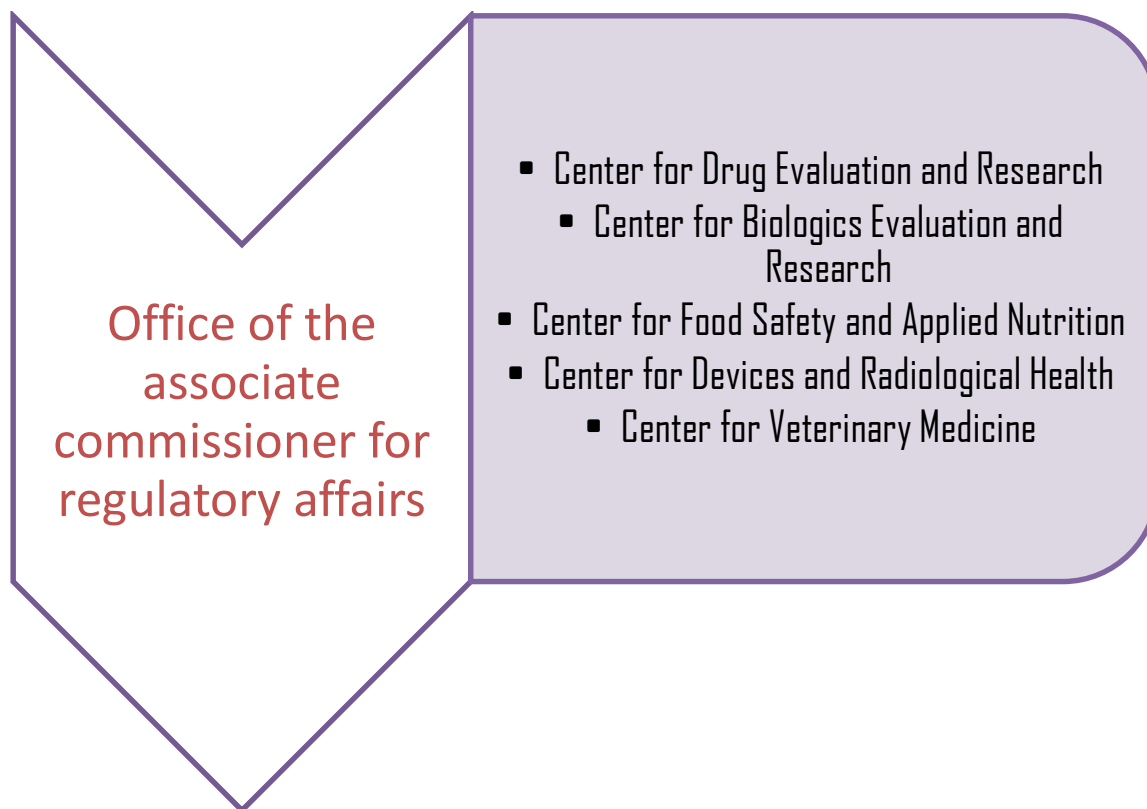 Office of the
associate
commissioner for
regulatory affairs
▪ Center for Drug Evaluation and Research
▪ Center for Biologics Evaluation and
Research
▪ Center for Food Safety and Applied Nutrition
▪ Center for Devices and Radiological Health
▪ Center for Veterinary Medicine